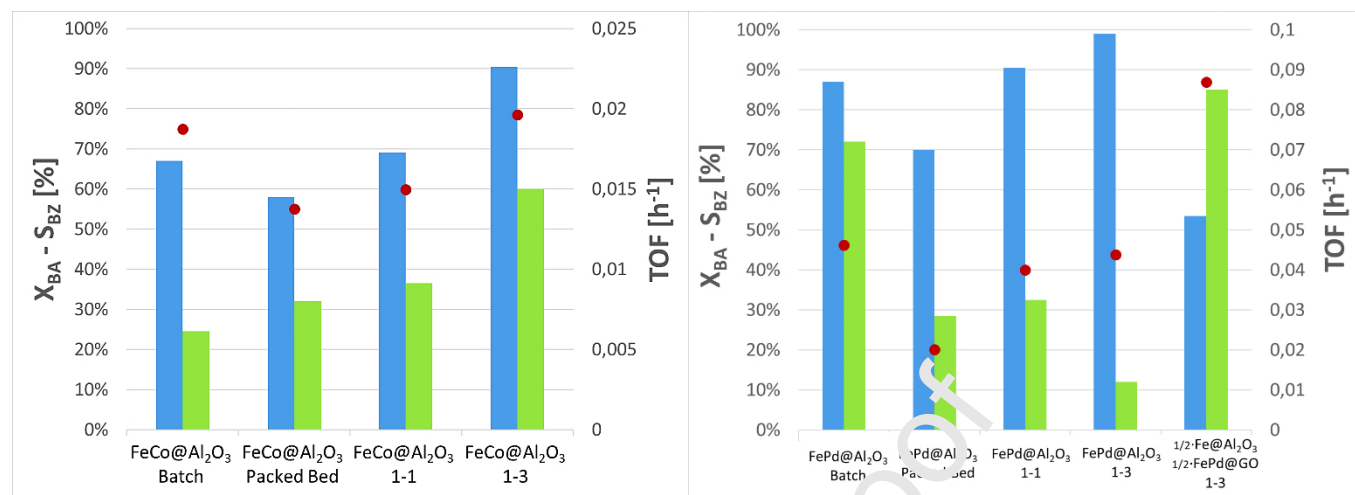 100%
90%
80%
70%
60%
50%
40%
30%
20%
10%
0%
X_BA - S_BZ [%]
0,025
0,02
0,015
0,01
0,005
0
TOF [h⁻¹]
FeCo@Al₂O₃
Batch
FeCo@Al₂O₃
Packed Bed
FeCo@Al₂O₃
1-1
FeCo@Al₂O₃
1-3
100%
90%
80%
70%
60%
50%
40%
30%
20%
10%
0%
X_BA - S_BZ [%]
0,1
0,09
0,08
0,07
0,06
0,05
0,04
0,03
0,02
0,01
0
TOF [h⁻¹]
FePd@Al₂O₃
Batch
FePd@Al₂O₃
Packed Bed
FePd@Al₂O₃
1-1
FePd@Al₂O₃
1-3
1/2·Fe@Al₂O₃
1/2·FePd@GO
1-3